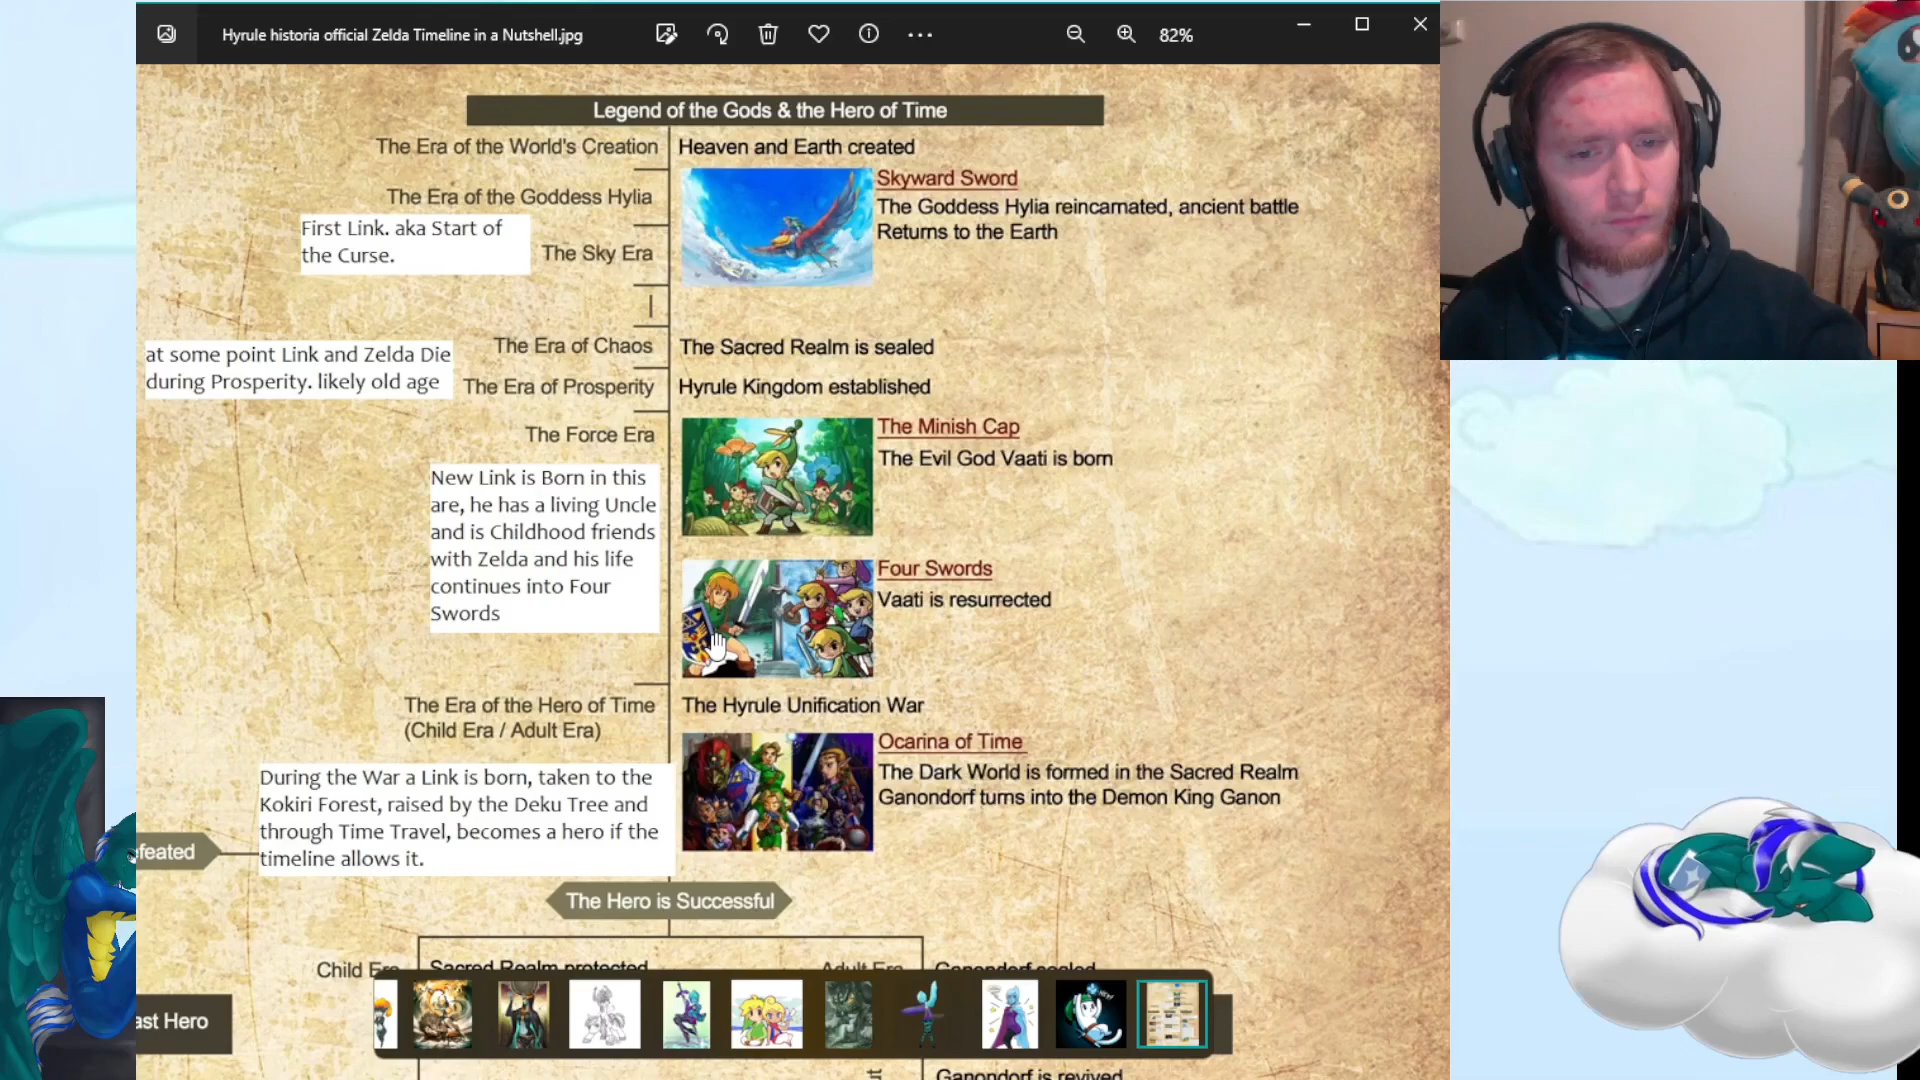 Hyrule historia official Zelda Timeline in a Nutshell.jpg
82%
Legend of the Gods & the Hero of Time
The Era of the World's Creation
Heaven and Earth created
The Era of the Goddess Hylia
Skyward Sword
The Goddess Hylia reincarnated, ancient battle
Returns to the Earth
First Link. aka Start of
the Curse.
The Sky Era
at some point Link and Zelda Die
during Prosperity. likely old age
The Era of Chaos
The Sacred Realm is sealed
The Era of Prosperity
Hyrule Kingdom established
The Force Era
The Minish Cap
The Evil God Vaati is born
New Link is Born in this
are, he has a living Uncle
and is Childhood friends
with Zelda and his life
continues into Four
Swords
Four Swords
Vaati is resurrected
The Era of the Hero of Time
(Child Era / Adult Era)
The Hyrule Unification War
Ocarina of Time
The Dark World is formed in the Sacred Realm
Ganondorf turns into the Demon King Ganon
During the War a Link is born, taken to the
Kokiri Forest, raised by the Deku Tree and
through Time Travel, becomes a hero if the
timeline allows it.
feated
The Hero is Successful
Child Era
Sacred Realm protected
Adult Era
Ganondorf sealed
ast Hero
Ganondorf is revived